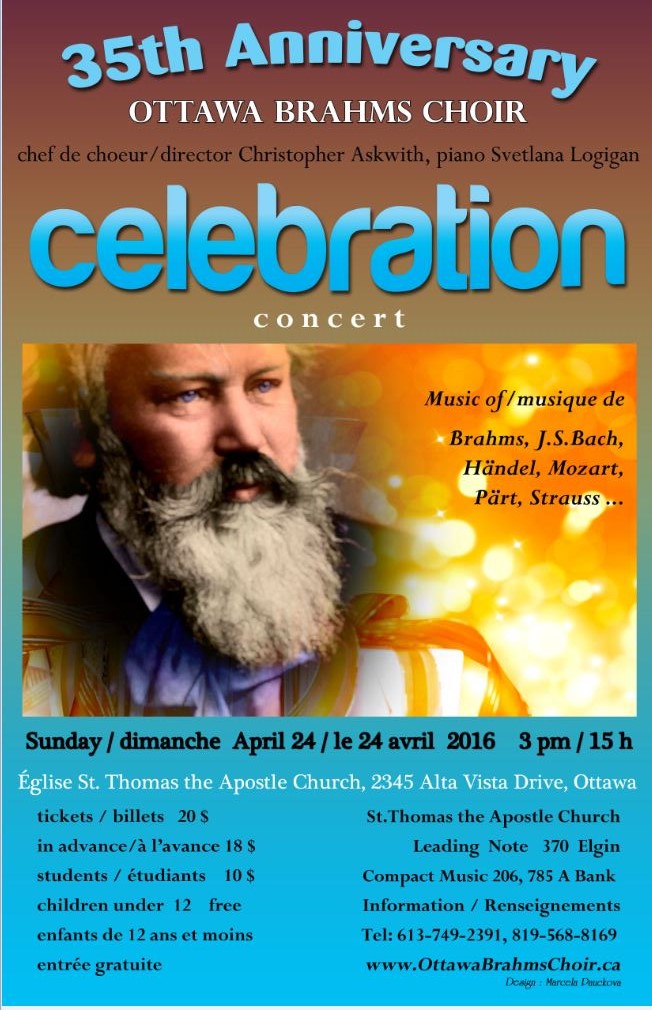 35th Anniversary
OTTAWA BRAHMS CHOIR
chef de choeur/director Christopher Askwith, piano Svetlana Logigan
celebration
concert
Music of/musique de
Brahms, J.S.Bach,
Händel, Mozart,
Pärt, Strauss ...
Sunday / dimanche April 24 / le 24 avril 2016 3 pm / 15 h
Église St. Thomas the Apostle Church, 2345 Alta Vista Drive, Ottawa
tickets / billets 20 $
in advance/à l'avance 18 $
students / étudiants 10 $
children under 12 free
enfants de 12 ans et moins
entrée gratuite
St.Thomas the Apostle Church
Leading Note 370 Elgin
Compact Music 206, 785 A Bank
Information / Renseignements
Tel: 613-749-2391, 819-568-8169
www.OttawaBrahmsChoir.ca
Design : Marcela Pauckova